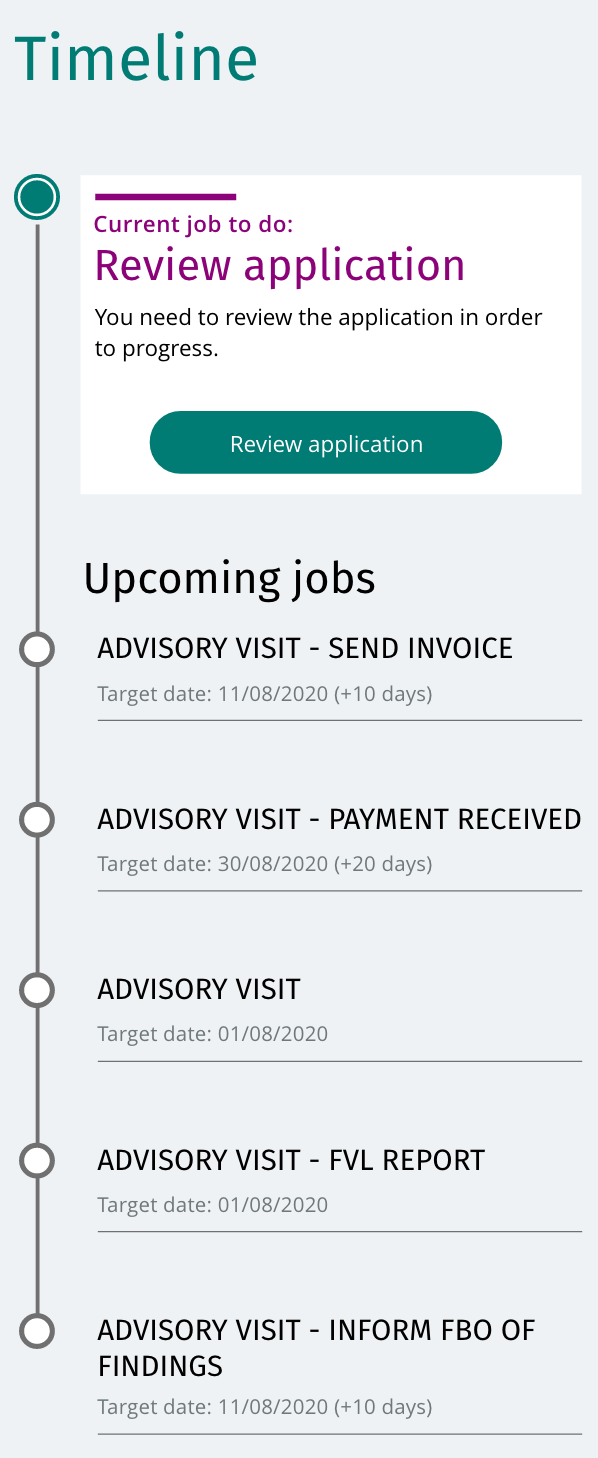 Timeline
Current job to do:
Review application
You need to review the application in order
to progress.
Review application
Upcoming jobs
ADVISORY VISIT - SEND INVOICE
Target date: 11/08/2020 (+10 days)
ADVISORY VISIT - PAYMENT RECEIVED
Target date: 30/08/2020 (+20 days)
ADVISORY VISIT
Target date: 01/08/2020
ADVISORY VISIT - FVL REPORT
Target date: 01/08/2020
ADVISORY VISIT - INFORM FBO OF
FINDINGS
Target date: 11/08/2020 (+10 days)